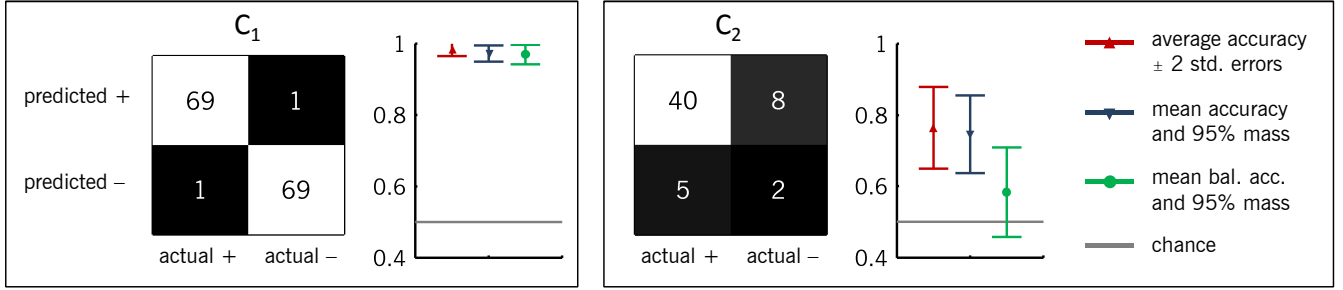 C1
predicted +
predicted –
69
1
1
69
actual +
actual –
1
0.8
0.6
0.4
C2
40
8
5
2
actual +
actual –
1
0.8
0.6
0.4
average accuracy
± 2 std. errors
mean accuracy
and 95% mass
mean bal. acc.
and 95% mass
chance